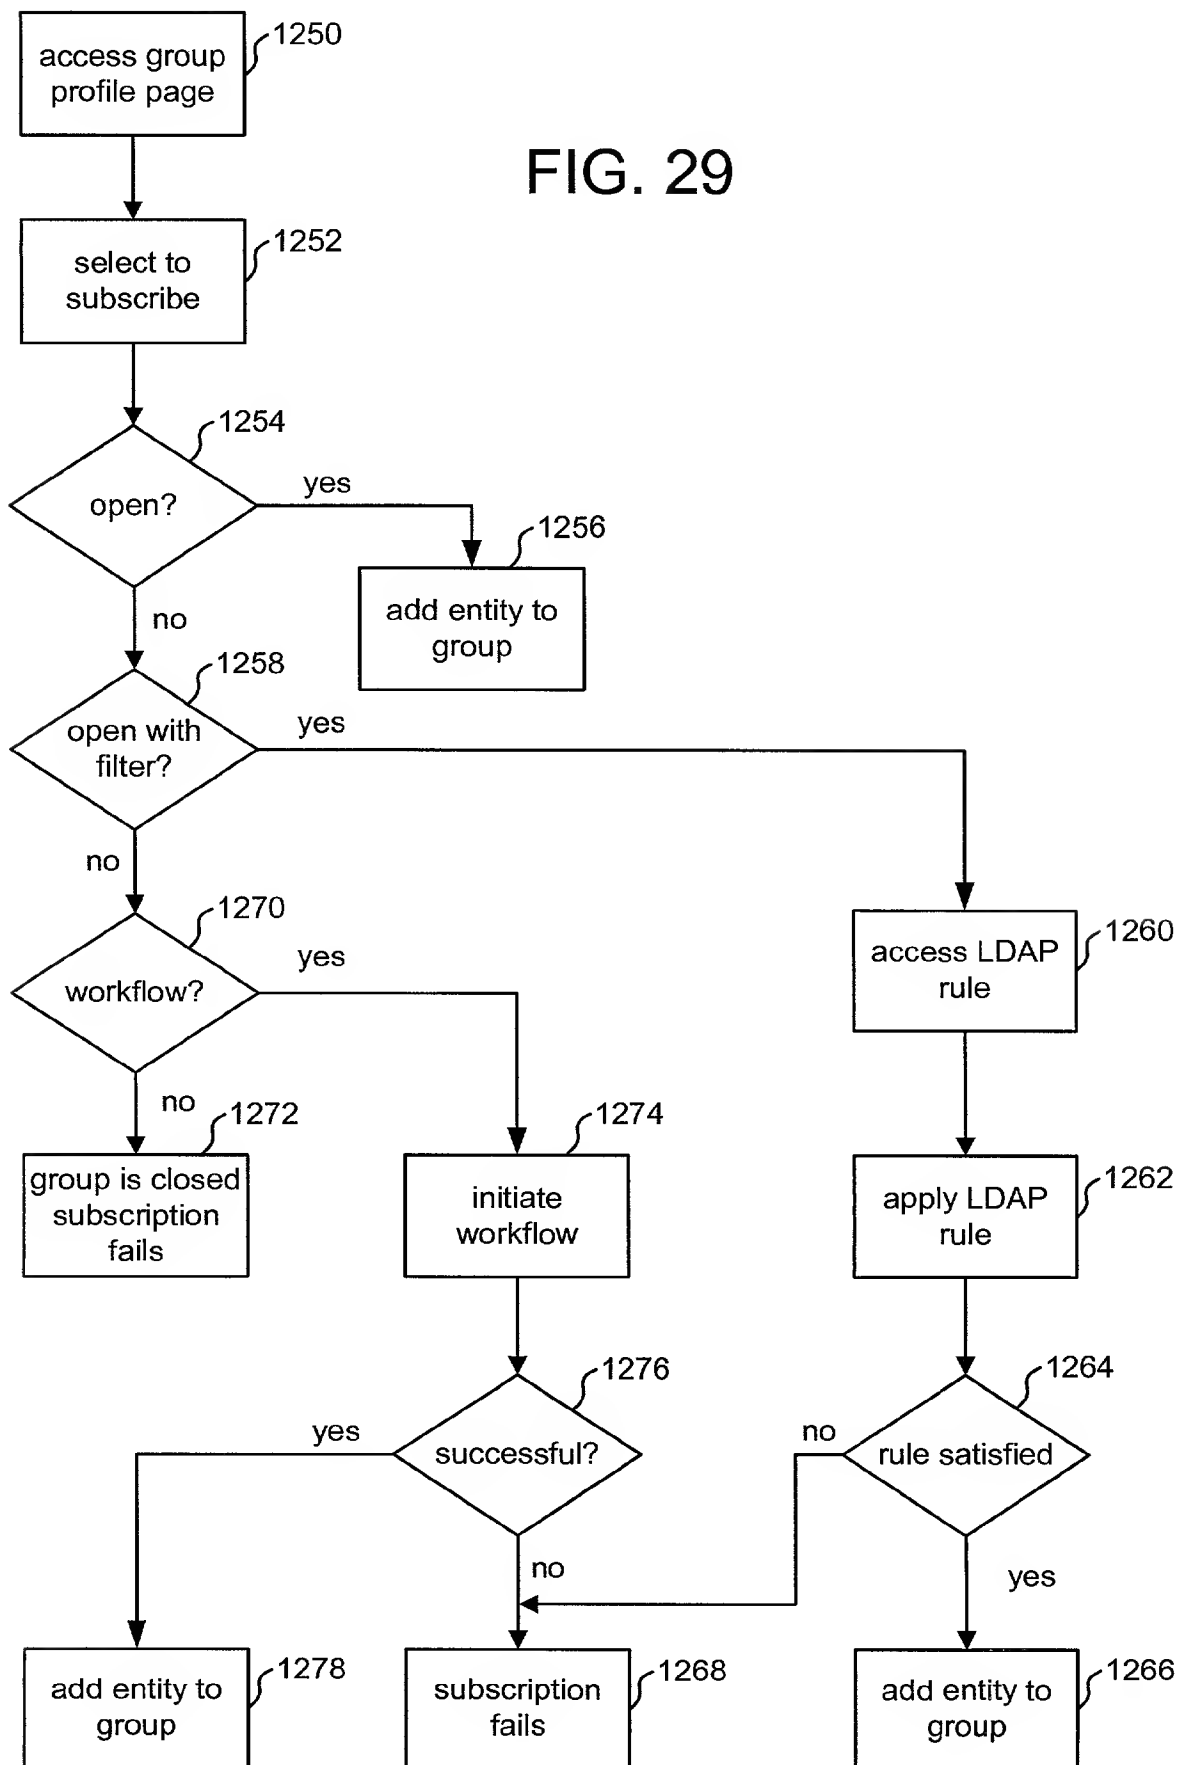 access group
profile page
1250
FIG. 29
select to
subscribe
1252
open?
1254
yes
no
add entity to
group
1256
open with
filter?
1258
yes
no
access LDAP
rule
1260
workflow?
1270
yes
no
group is closed
subscription
fails
1272
initiate
workflow
1274
apply LDAP
rule
1262
successful?
1276
yes
no
rule satisfied
1264
no
yes
add entity to
group
1278
subscription
fails
1268
add entity to
group
1266